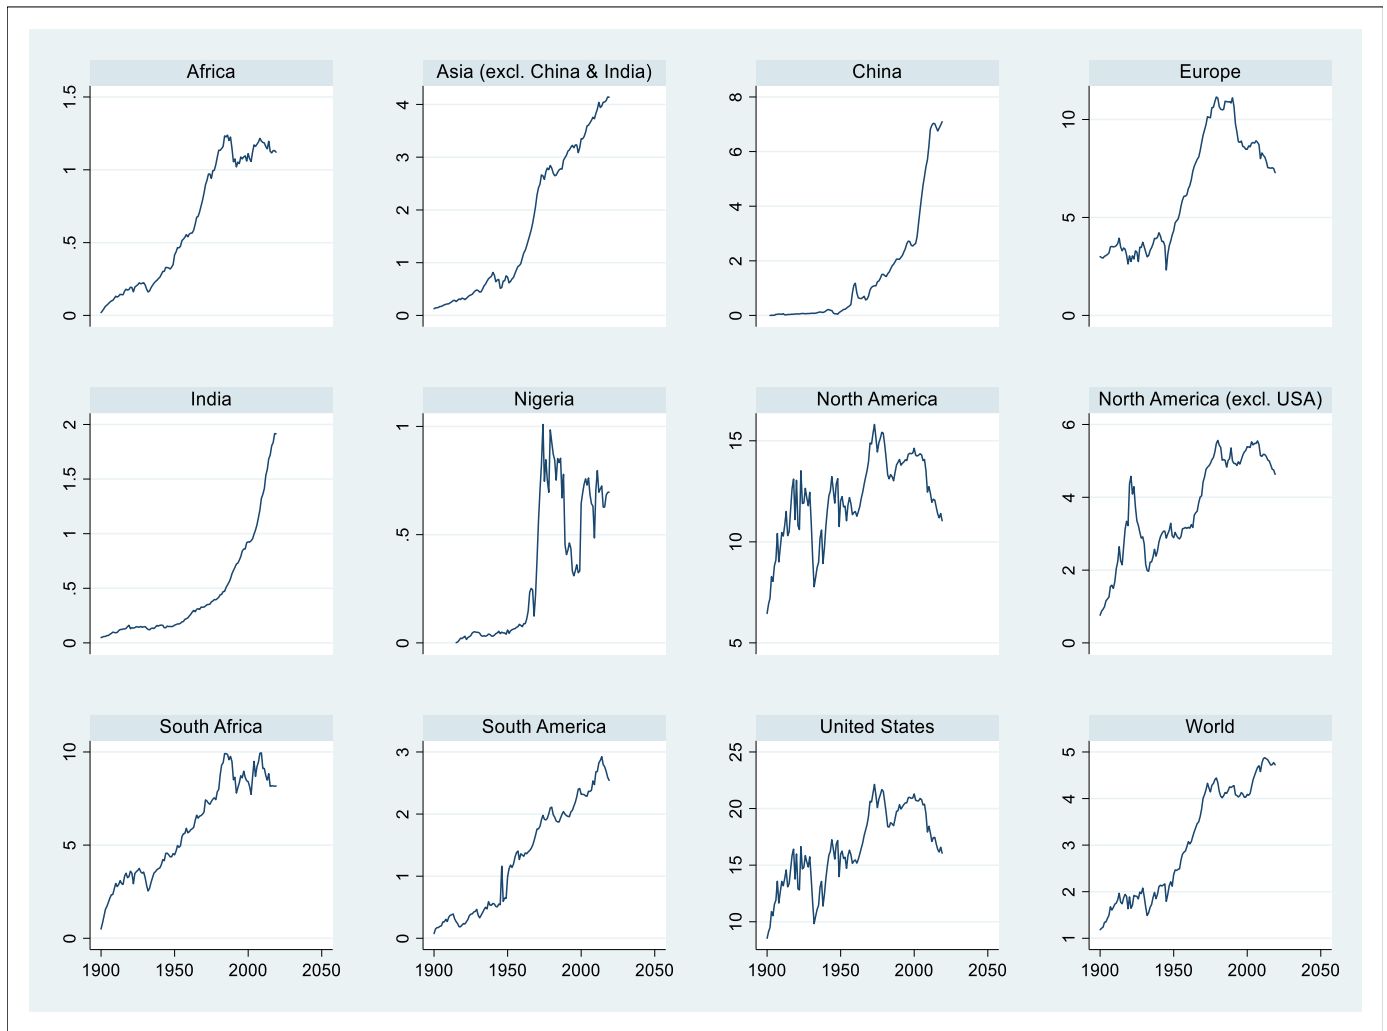 Africa
Asia (excl. China & India)
China
Europe
0 .5 1 1.5
0 1 2 3 4
0 2 4 6 8
0 5 10
India
Nigeria
North America
North America (excl. USA)
0 .5 1 1.5 2
0 .5 1
5 10 15
0 2 4 6
South Africa
South America
United States
World
0 5 10
0 1 2 3
10 15 20 25
1 2 3 4 5
1900 1950 2000 2050
1900 1950 2000 2050
1900 1950 2000 2050
1900 1950 2000 2050